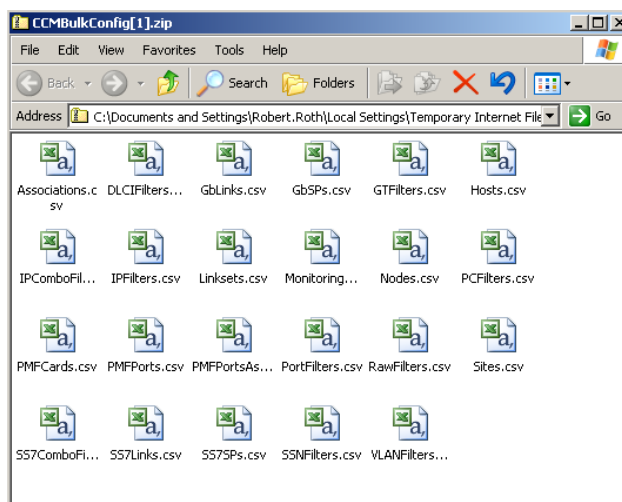 CCMBulkConfig[1].zip
File Edit View Favorites Tools Help
Back Search Folders
Address C:\Documents and Settings\Robert.Roth\Local Settings\Temporary Internet File Go
Associations.c DLCIFilters... GbLinks.csv GbSPs.csv GTFilters.csv Hosts.csv
sv
IPComboFil... IPFilters.csv Linksets.csv Monitoring... Nodes.csv PCFilters.csv
PMFCards.csv PMFPorts.csv PMFPortsAs... PortFilters.csv RawFilters.csv Sites.csv
SS7ComboFi... SS7Links.csv SS7SPs.csv SSNFilters.csv VLANFilters...